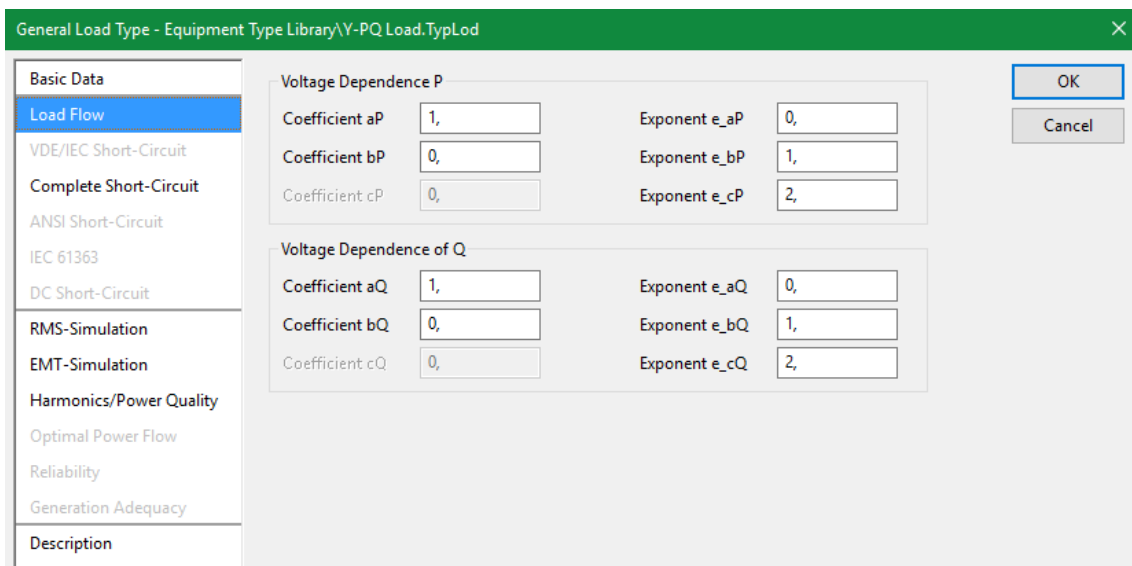 General Load Type - Equipment Type Library\Y-PQ Load.TypLod
Basic Data
Load Flow
VDE/IEC Short-Circuit
Complete Short-Circuit
ANSI Short-Circuit
IEC 61363
DC Short-Circuit
RMS-Simulation
EMT-Simulation
Harmonics/Power Quality
Optimal Power Flow
Reliability
Generation Adequacy
Description
Voltage Dependence P
Coefficient aP 1, Exponent e_aP 0,
Coefficient bP 0, Exponent e_bP 1,
Coefficient cP 0, Exponent e_cP 2,
Voltage Dependence of Q
Coefficient aQ 1, Exponent e_aQ 0,
Coefficient bQ 0, Exponent e_bQ 1,
Coefficient cQ 0, Exponent e_cQ 2,
OK
Cancel